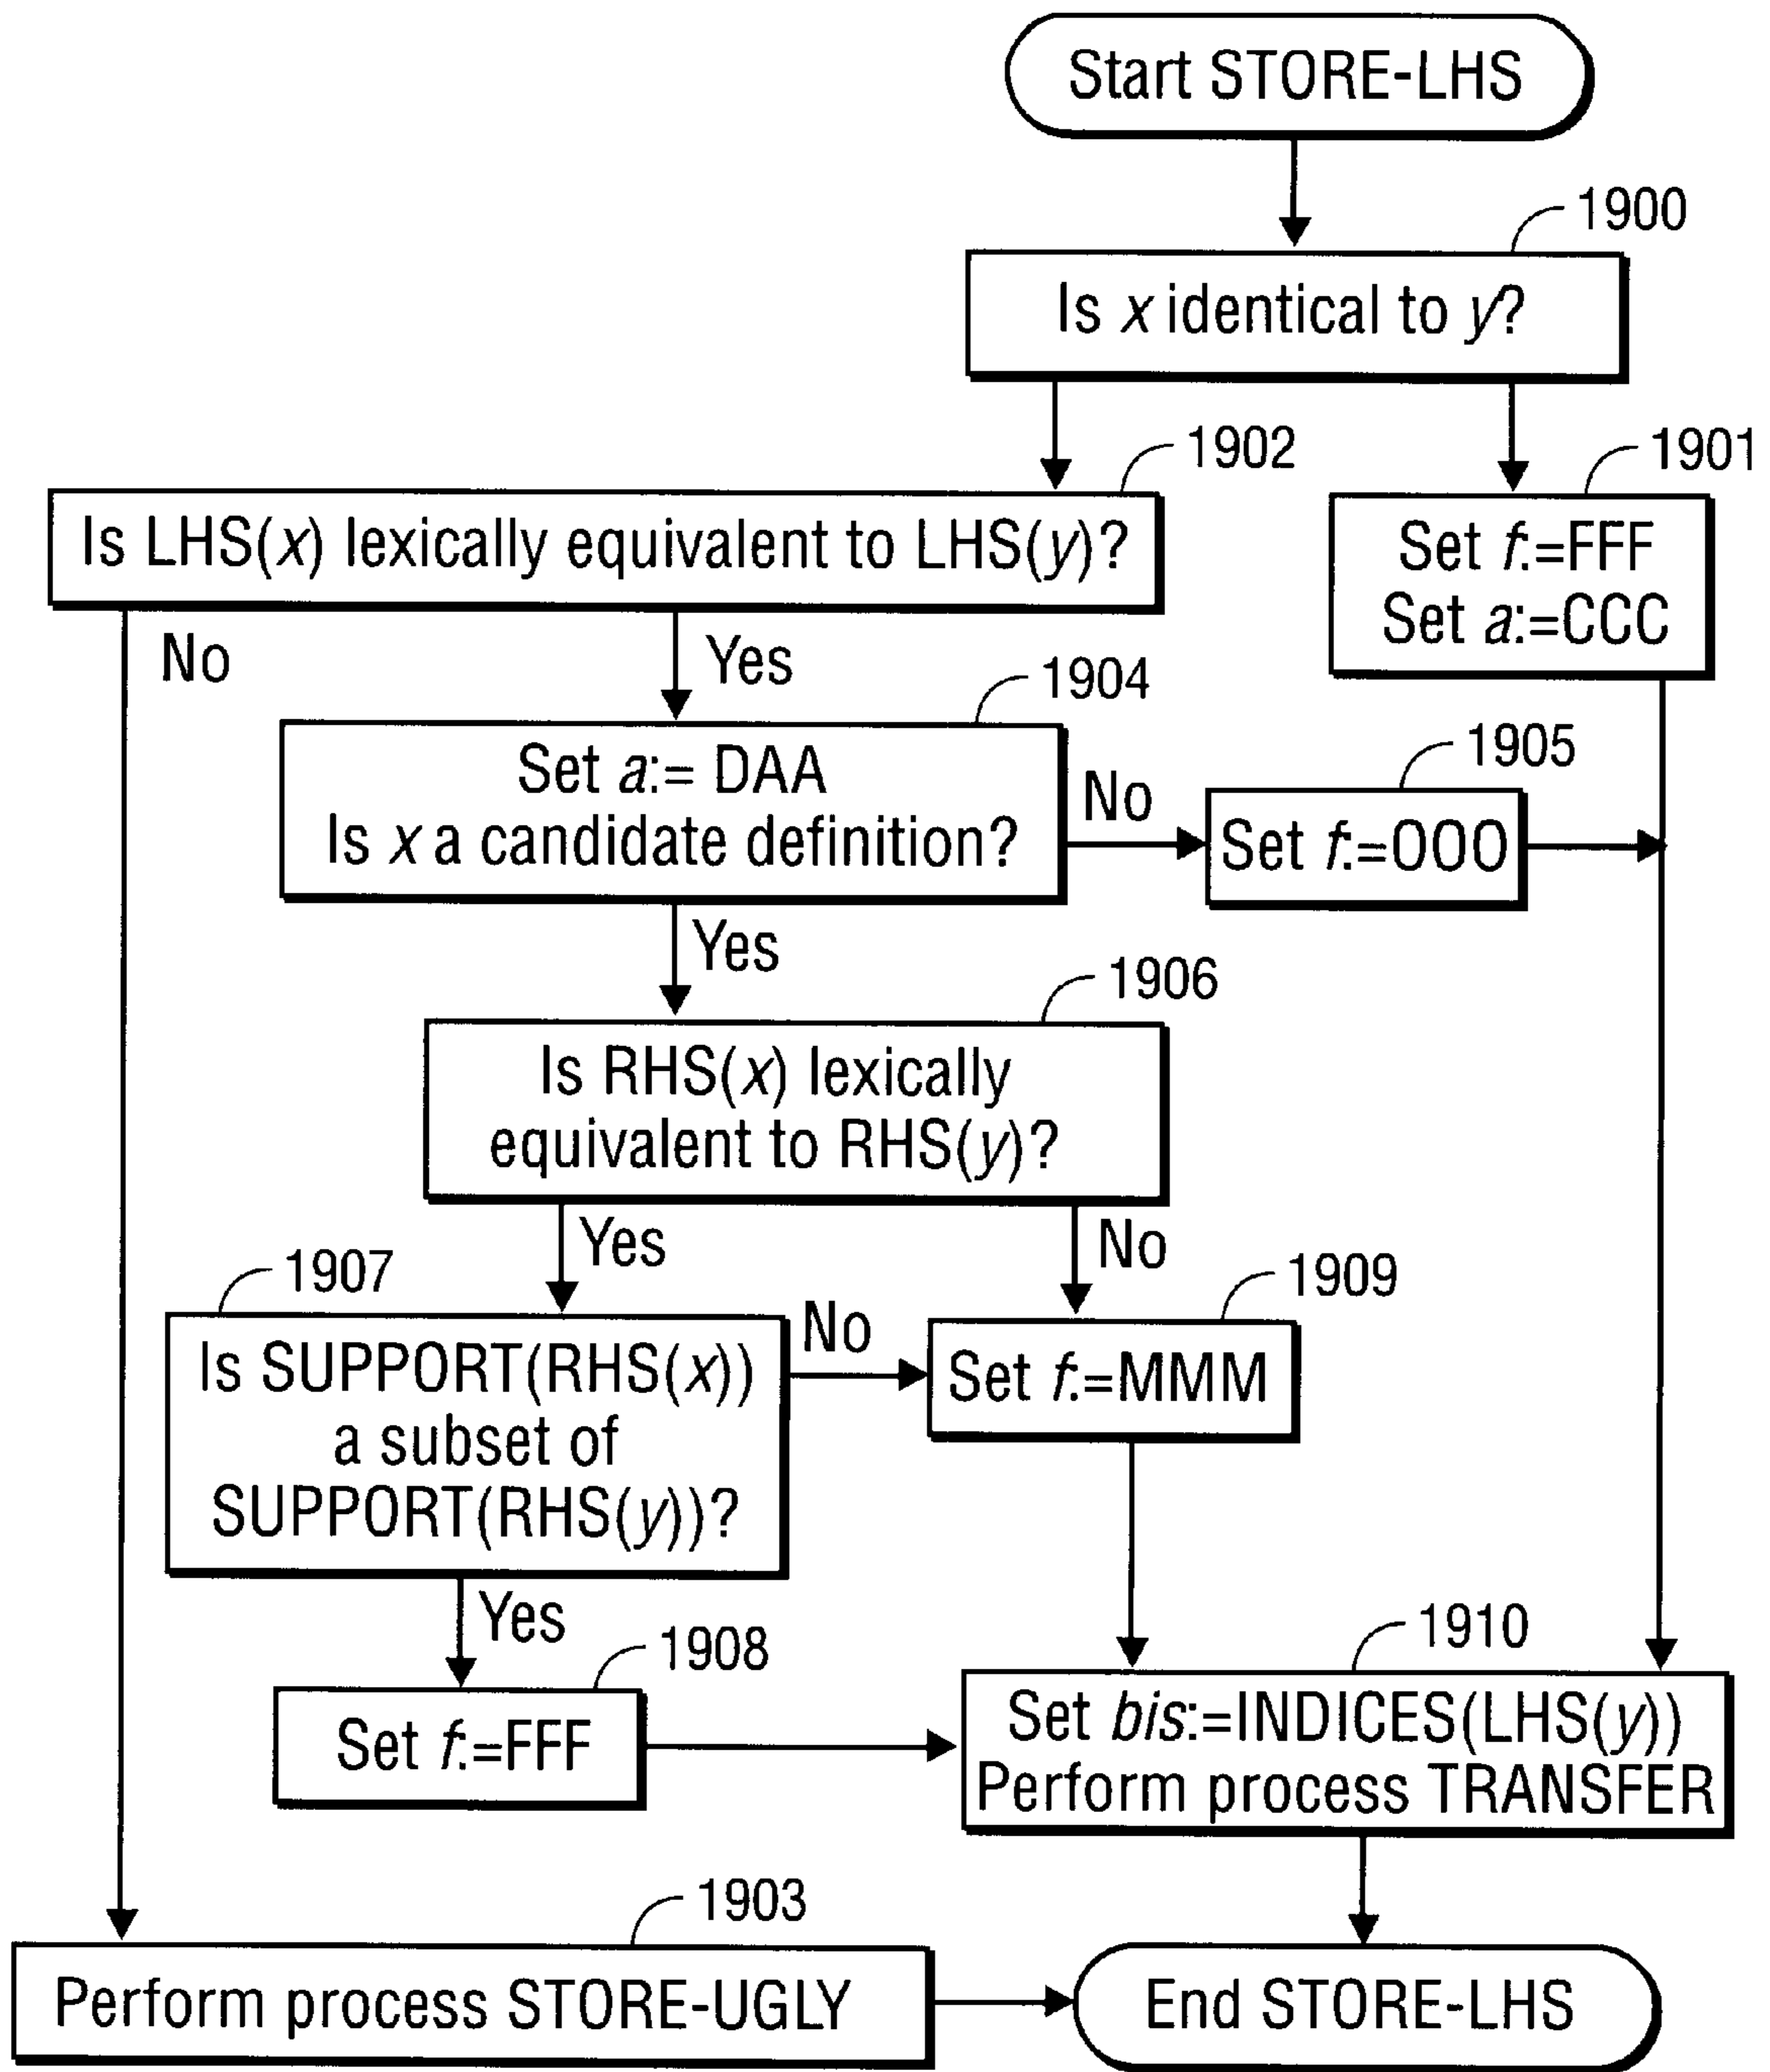 Start STORE-LHS
1900
Is x identical to y?
1902
1901
Is LHS(x) lexically equivalent to LHS(y)?
Set f:=FFF
Set a:=CCC
No
Yes
1904
1905
Set a:= DAA
Is x a candidate definition?
No
Set f:=OOO
Yes
1906
Is RHS(x) lexically
equivalent to RHS(y)?
Yes
No
1907
1909
Is SUPPORT(RHS(x))
a subset of
SUPPORT(RHS(y))?
No
Set f:=MMM
Yes
1908
1910
Set f:=FFF
Set bis:=INDICES(LHS(y))
Perform process TRANSFER
1903
Perform process STORE-UGLY
End STORE-LHS